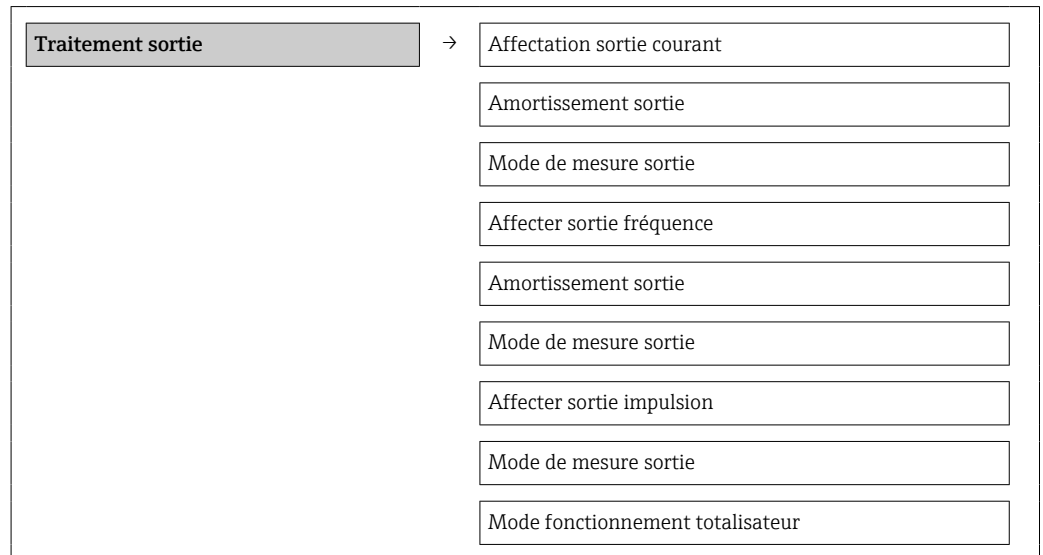 Traitement sortie → Affectation sortie courant
Amortissement sortie
Mode de mesure sortie
Affecter sortie fréquence
Amortissement sortie
Mode de mesure sortie
Affecter sortie impulsion
Mode de mesure sortie
Mode fonctionnement totalisateur